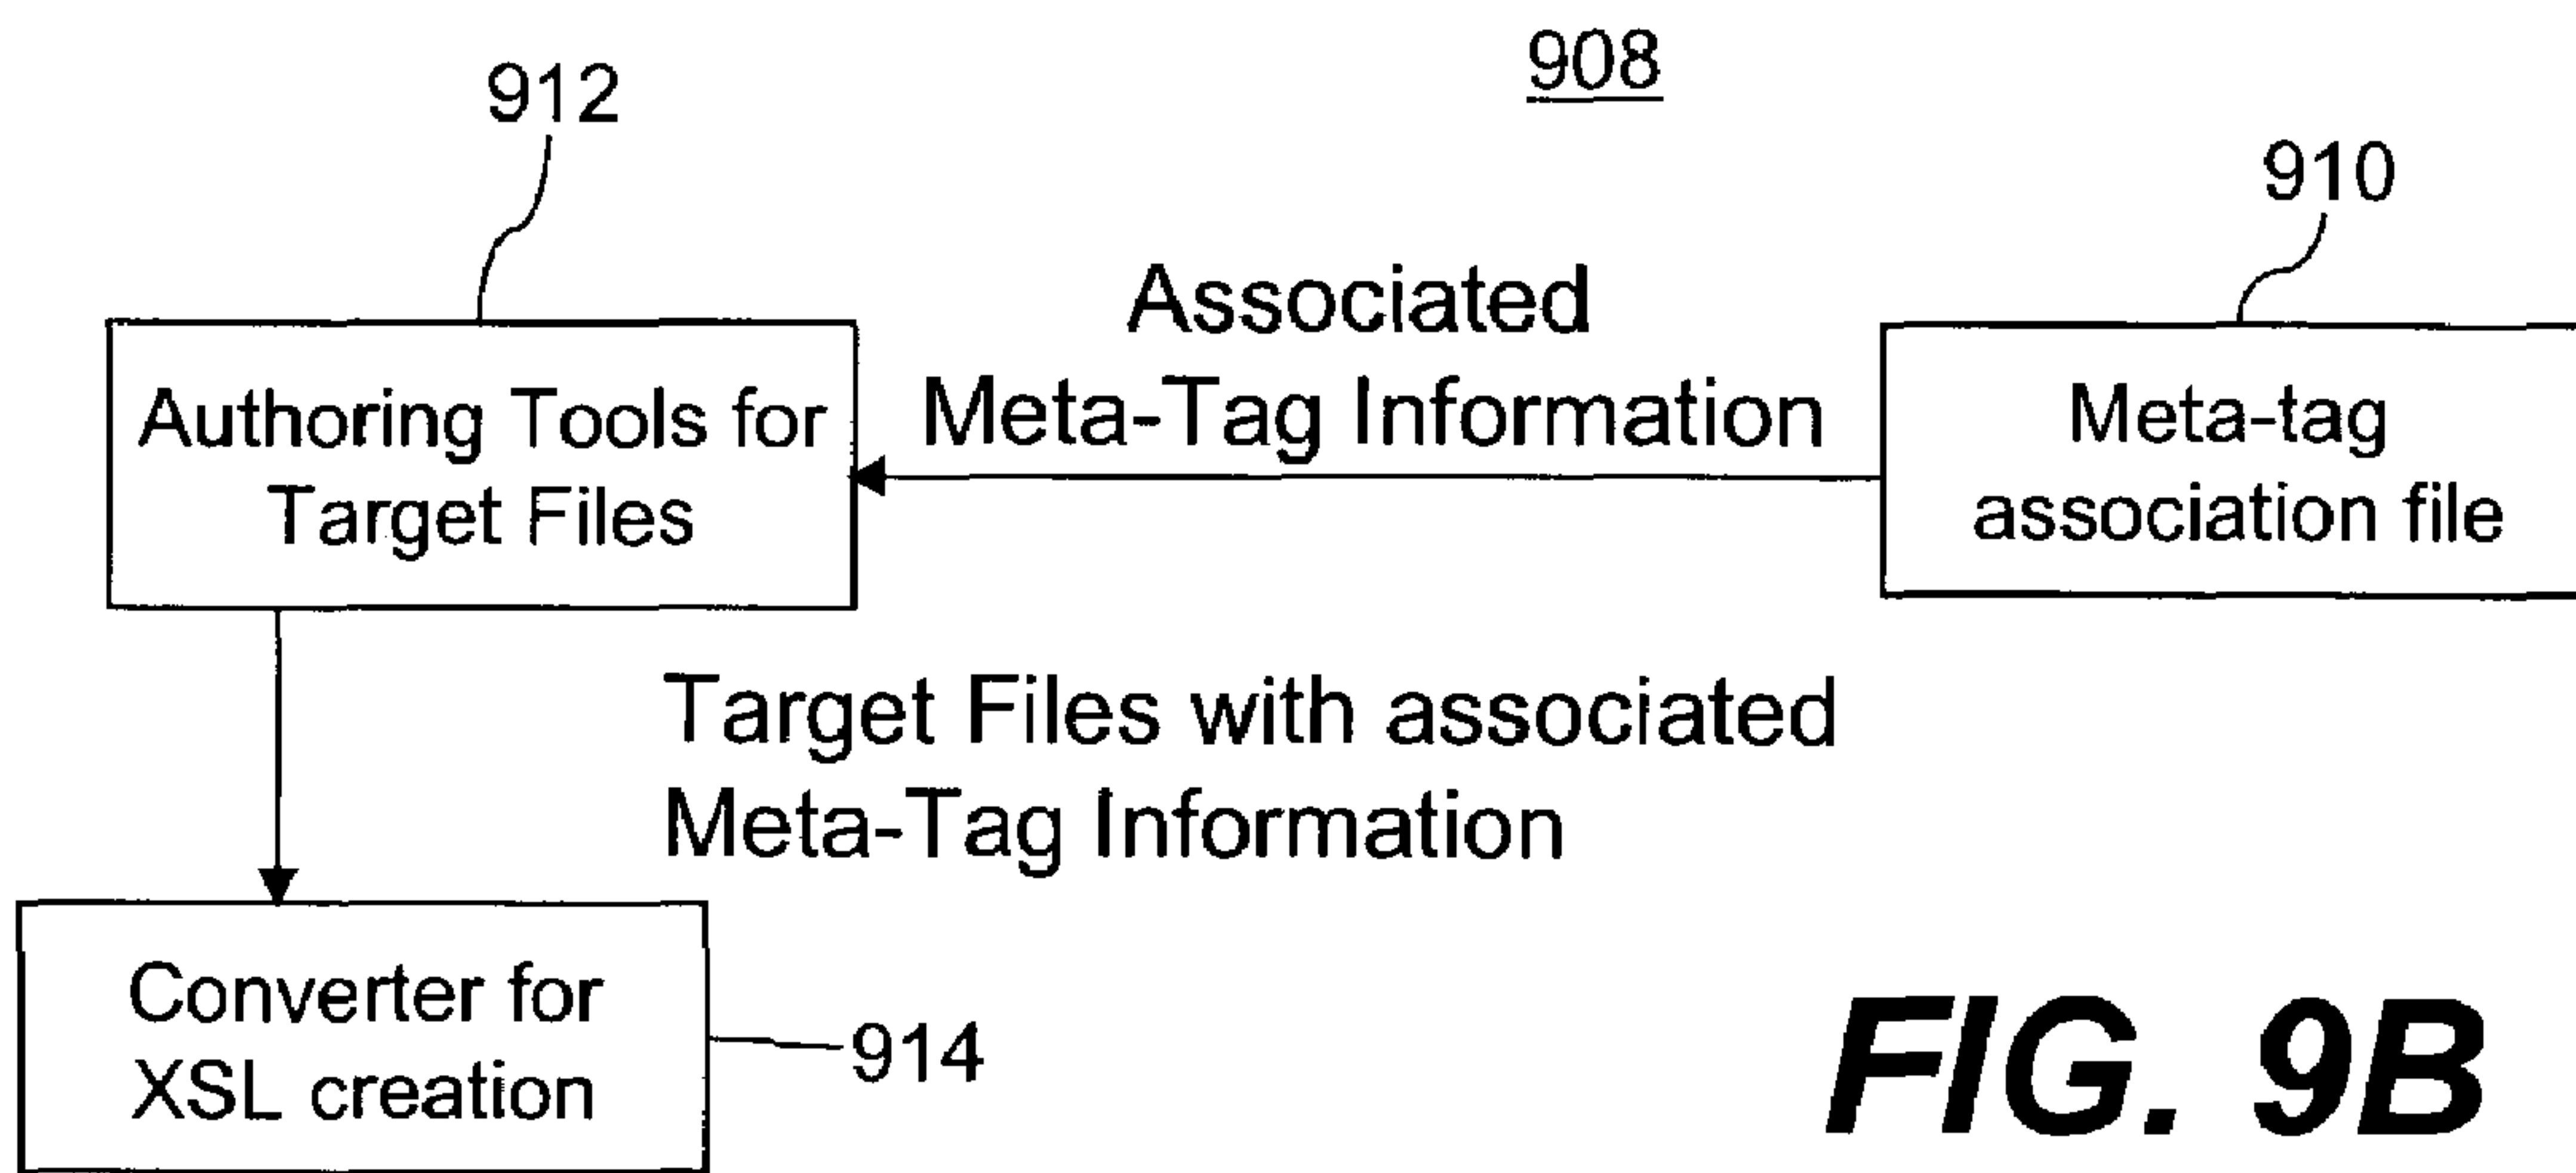 908
912
910
Associated
Meta-Tag Information
Authoring Tools for
Target Files
Meta-tag
association file
Target Files with associated
Meta-Tag Information
Converter for
XSL creation
914
FIG. 9B